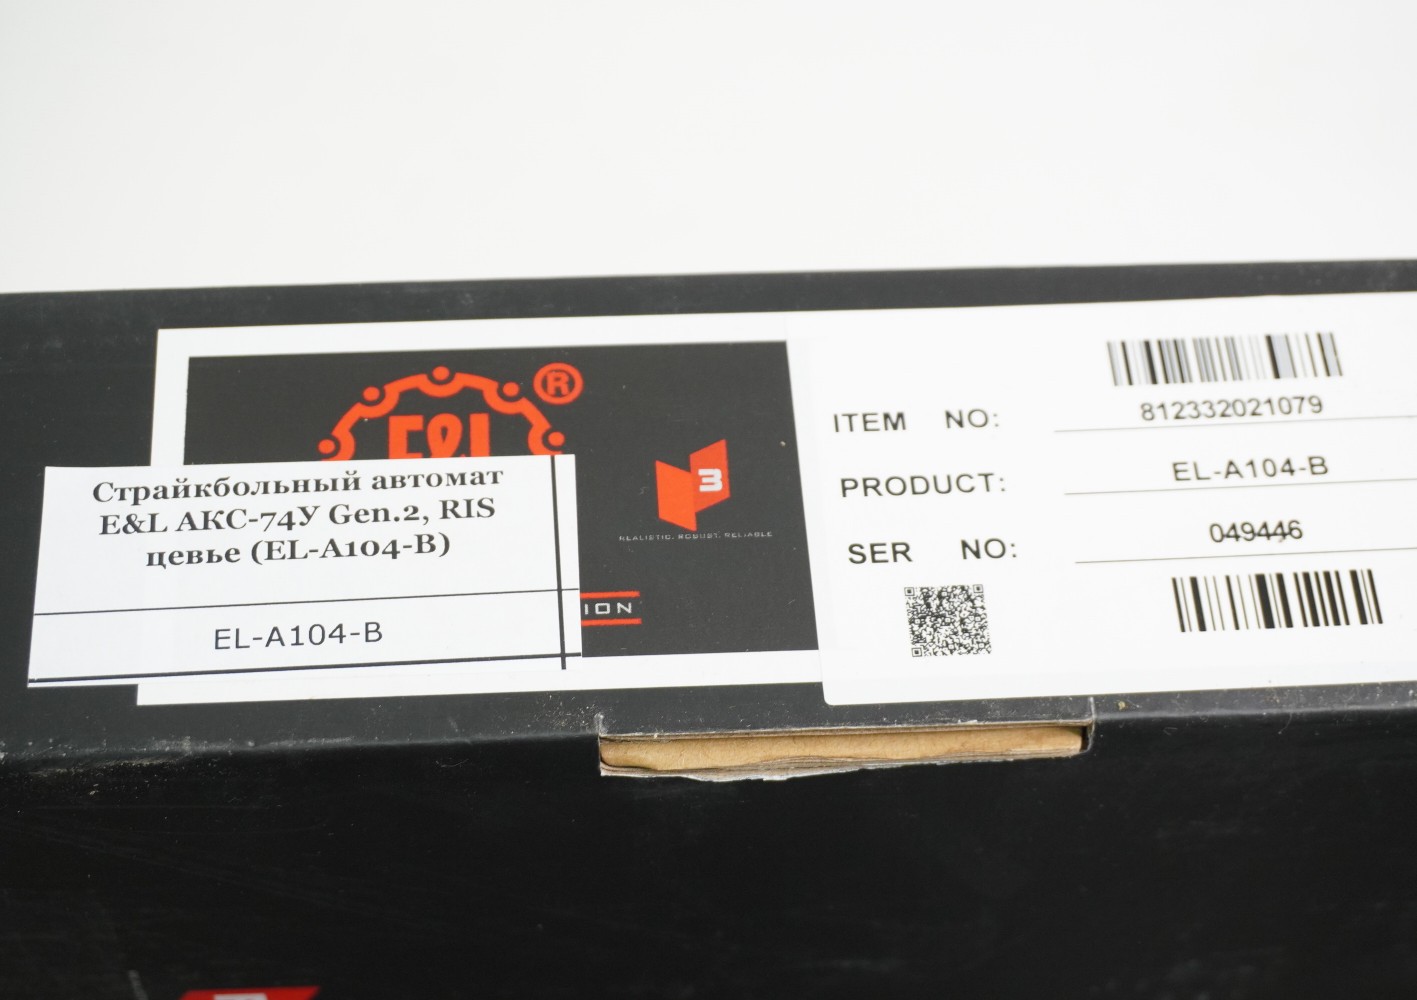 E&L ®
Страйкбольный автомат
E&L АКС-74У Gen.2, RIS
цевье (EL-A104-B)
EL-A104-B
3
REALISTIC. ROBUST. RELIABLE
ION
812332021079
ITEM NO:
PRODUCT: EL-A104-B
SER NO: 049446